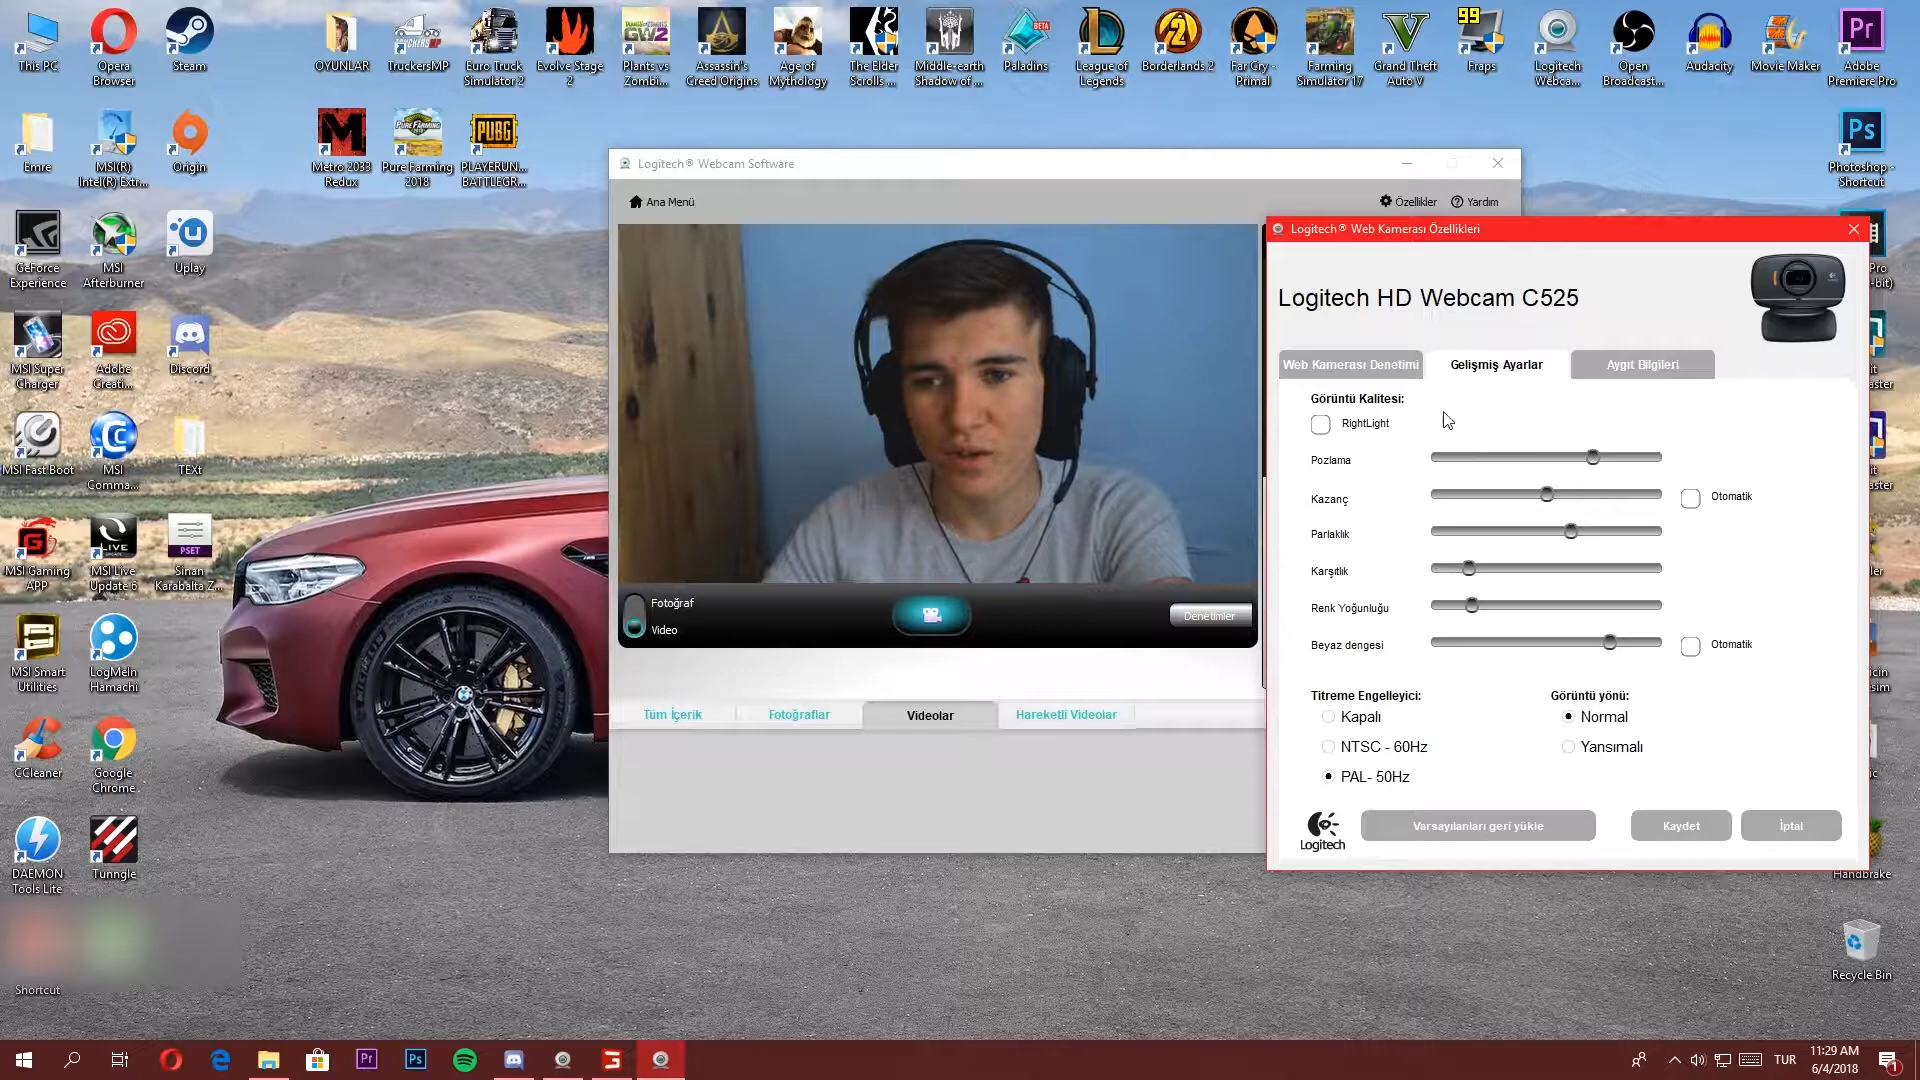 This PC
Opera
Browser
Steam
OYUNLAR
TruckersMP
Euro Truck
Simulator 2
Evolve Stage
2
Plants vs
Zombi...
Assassin's
Creed Origins
Age of
Mythology
The Elder
Scrolls ...
Middle-earth
Shadow of ...
Paladins
League of
Legends
Borderlands 2
Far Cry -
Primal
Farming
Simulator 17
Grand Theft
Auto V
99
Fraps
Logitech
Webca...
Open
Broadcast...
Audacity
Movie Maker
Adobe
Premiere Pro
Emre
MSI(R)
Intel(R) Extr...
Origin
Metro 2033
Redux
Pure Farming
2018
PUBG
PLAYERUN...
BATTLEGR...
Photoshop -
Shortcut
GeForce
Experience
MSI
Afterburner
Uplay
MSI Super
Charger
Adobe
Creati...
Discord
MSI Fast Boot
MSI
Comma...
TEXt
MSI Gaming
APP
LIVE
UPDATE
MSI Live
Update 6
PSET
Sinan
Karabalta Z...
MSI Smart
Utilities
LogMeIn
Hamachi
CCleaner
Google
Chrome
DAEMON
Tools Lite
Tunngle
Shortcut
Logitech® Webcam Software
Ana Menü
Özellikler
Yardım
Fotoğraf
Video
Denetimler
Tüm İçerik
Fotoğraflar
Videolar
Hareketli Videolar
Logitech® Web Kamerası Özellikleri
Logitech HD Webcam C525
Web Kamerası Denetimi
Gelişmiş Ayarlar
Aygıt Bilgileri
Görüntü Kalitesi:
RightLight
Pozlama
Kazanç
Otomatik
Parlaklık
Karşıtlık
Renk Yoğunluğu
Beyaz dengesi
Otomatik
Titreme Engelleyici:
Kapalı
NTSC - 60Hz
PAL- 50Hz
Görüntü yönü:
Normal
Yansımalı
Logitech
Varsayılanları geri yükle
Kaydet
İptal
Pro
-bit)
Handbrake
Recycle Bin
TUR
11:29 AM
6/4/2018
1